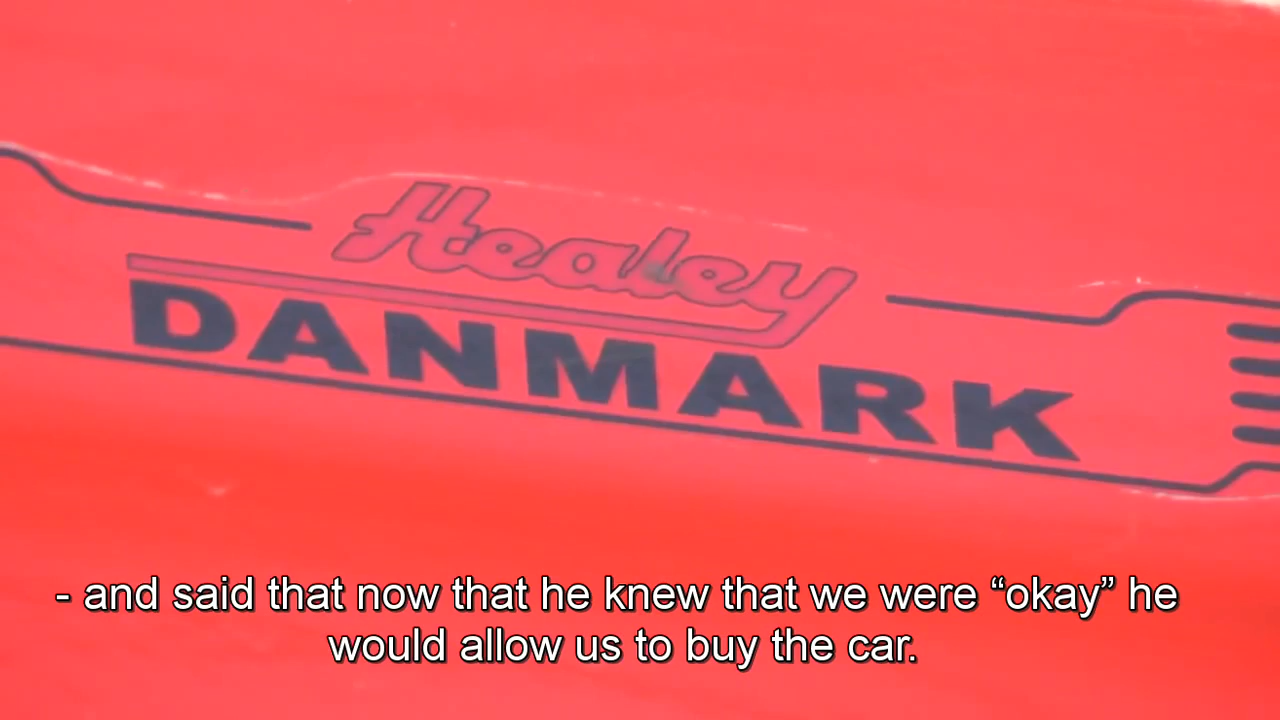 Healey
DANMARK
- and said that now that he knew that we were “okay” he
would allow us to buy the car.